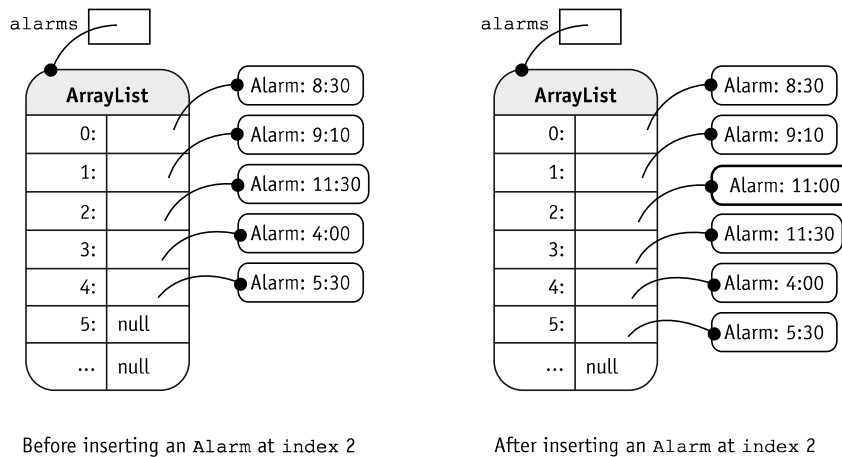 alarms
ArrayList
0:
1:
2:
3:
4:
5: null
... null
Alarm: 8:30
Alarm: 9:10
Alarm: 11:30
Alarm: 4:00
Alarm: 5:30
Before inserting an Alarm at index 2
alarms
ArrayList
0:
1:
2:
3:
4:
5:
... null
Alarm: 8:30
Alarm: 9:10
Alarm: 11:00
Alarm: 11:30
Alarm: 4:00
Alarm: 5:30
After inserting an Alarm at index 2